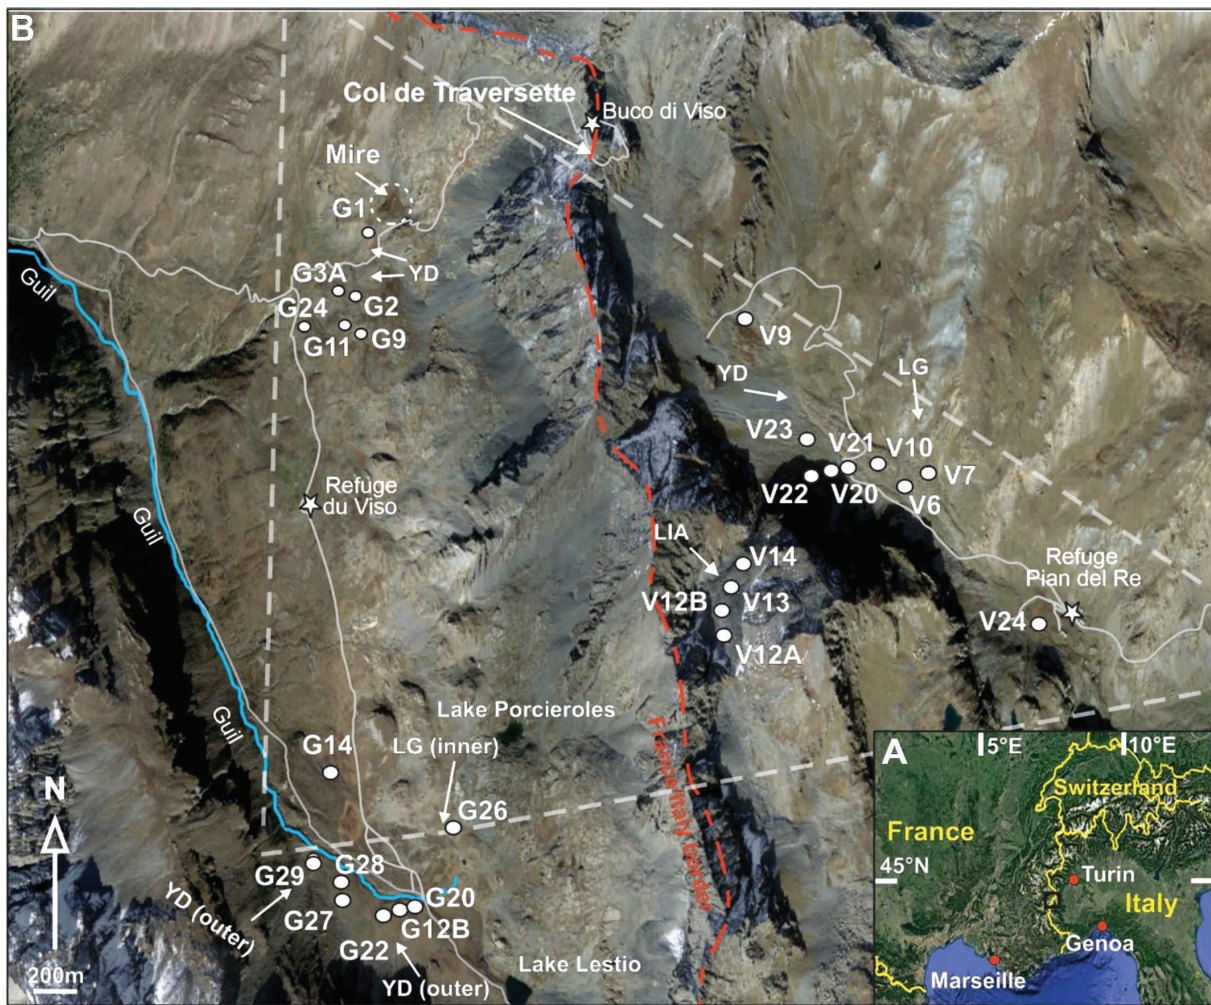 B
Col de Traversette
Buco di Viso
Mire
G1
YD
G3A
G2
G24
G11
G9
Guil
V9
YD
LG
V23
V21
V10
V7
V22
V20
V6
Refuge
du Viso
Guil
LIA
V14
V13
V12B
V12A
Refuge
Pian del Re
V24
Guil
Lake Porcieroles
LG (inner)
G14
G26
France/Italy border
N
G28
G29
G27
G20
G12B
G22
YD (outer)
YD (outer)
Lake Lestio
200m
A
5°E
10°E
Switzerland
France
45°N
Turin
Italy
Genoa
Marseille